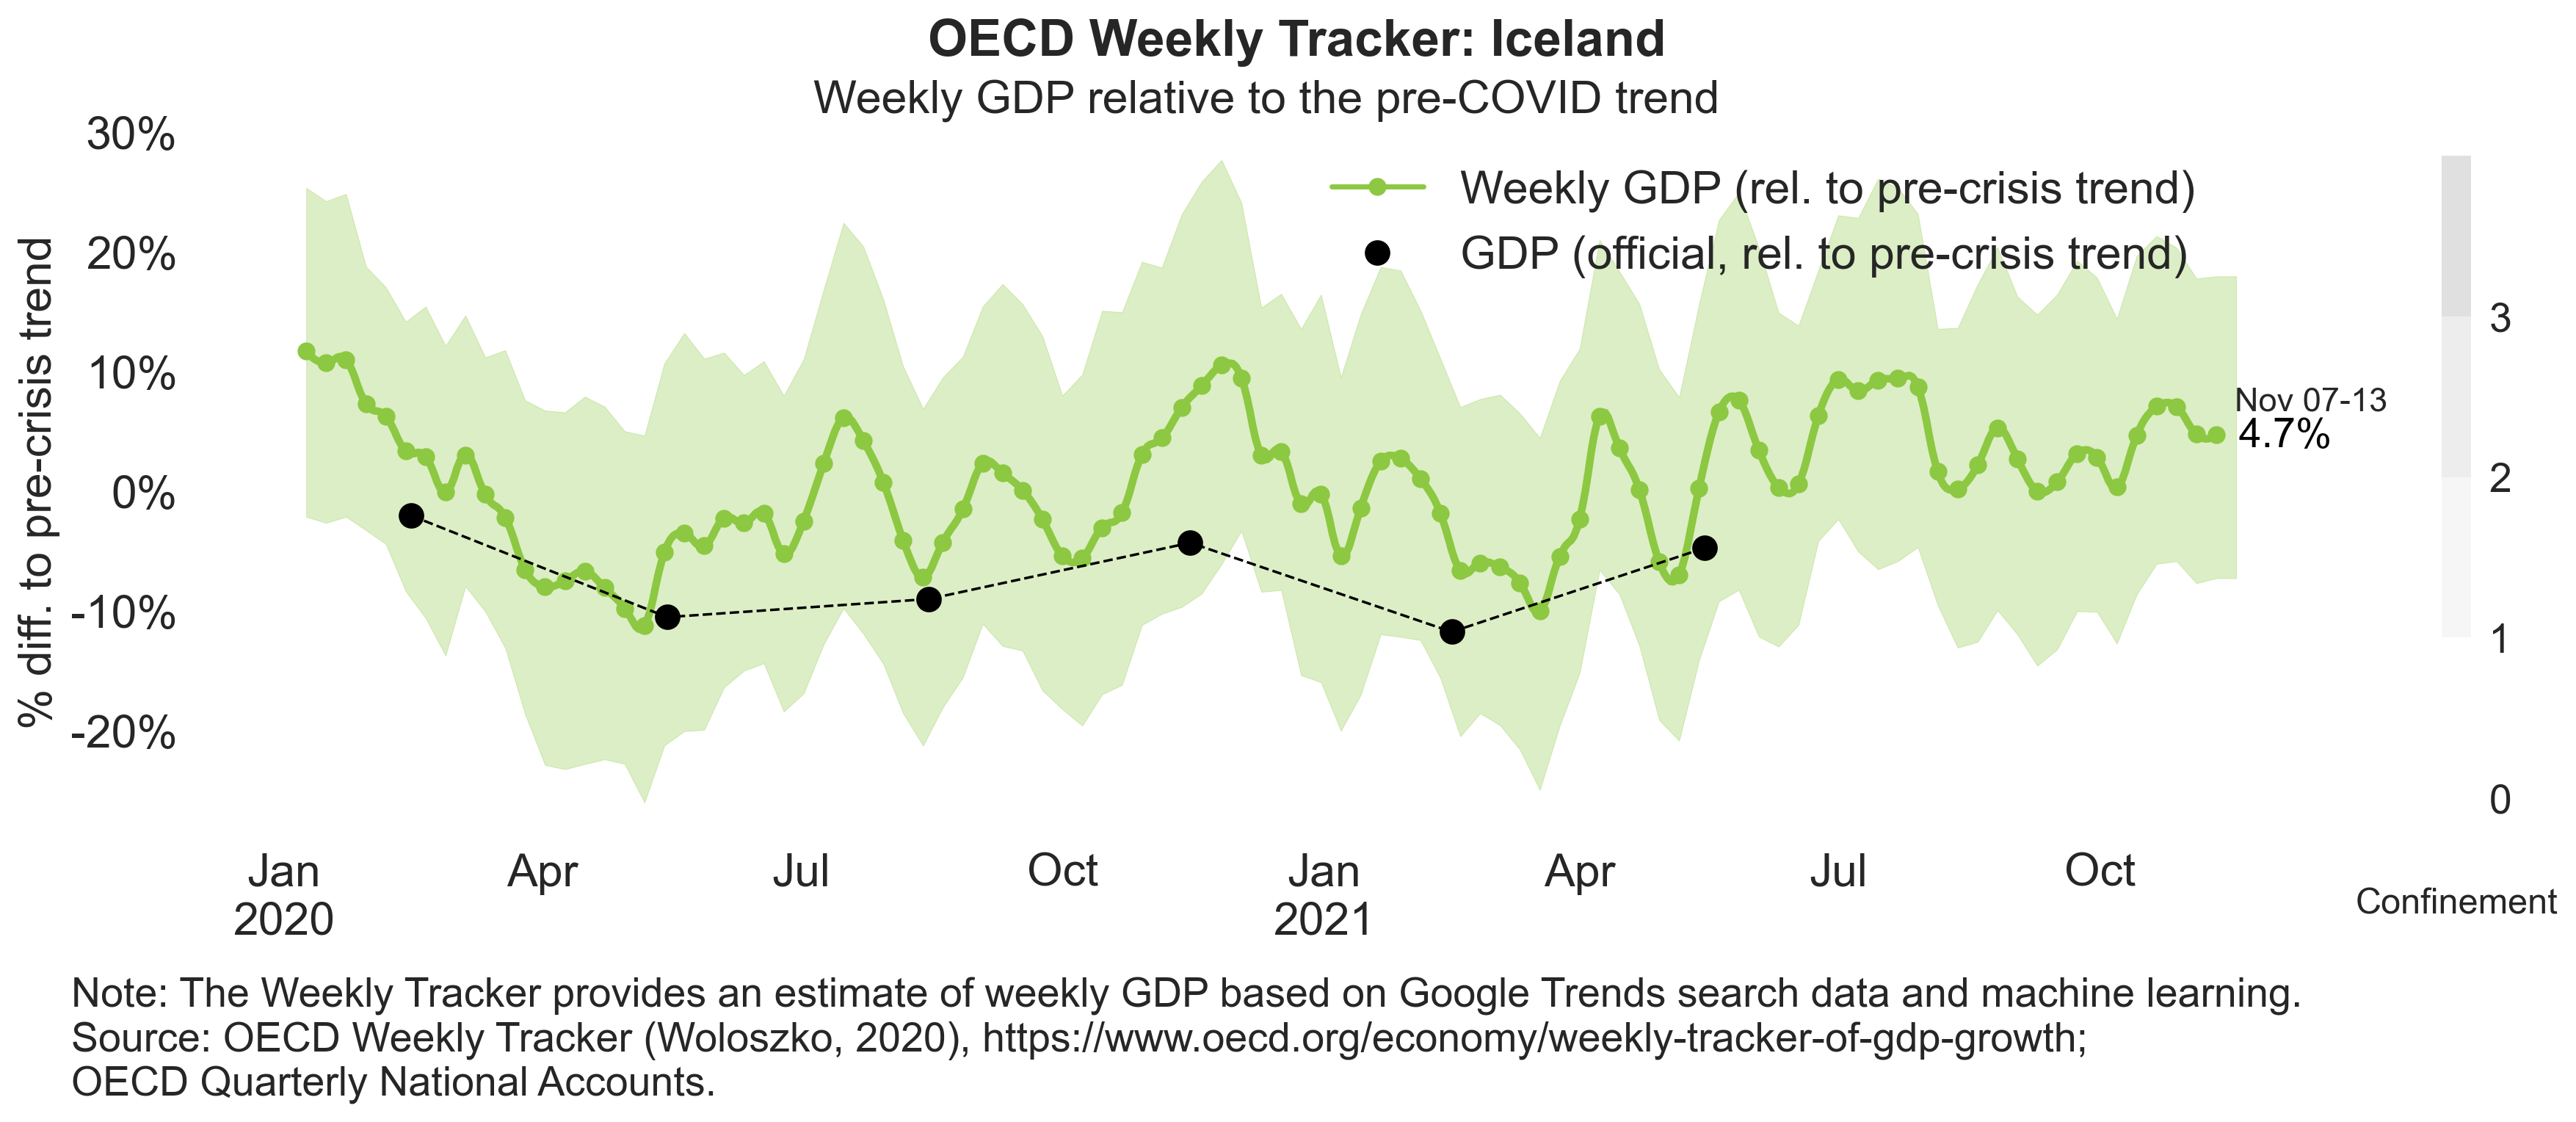 OECD Weekly Tracker: Iceland
Weekly GDP relative to the pre-COVID trend
% diff. to pre-crisis trend
30%
20%
10%
0%
-10%
-20%
Weekly GDP (rel. to pre-crisis trend)
GDP (official, rel. to pre-crisis trend)
Nov 07-13
4.7%
3
2
1
0
Confinement
Jan Apr Jul Oct Jan Apr Jul Oct
2020 2021
Note: The Weekly Tracker provides an estimate of weekly GDP based on Google Trends search data and machine learning.
Source: OECD Weekly Tracker (Woloszko, 2020), https://www.oecd.org/economy/weekly-tracker-of-gdp-growth;
OECD Quarterly National Accounts.